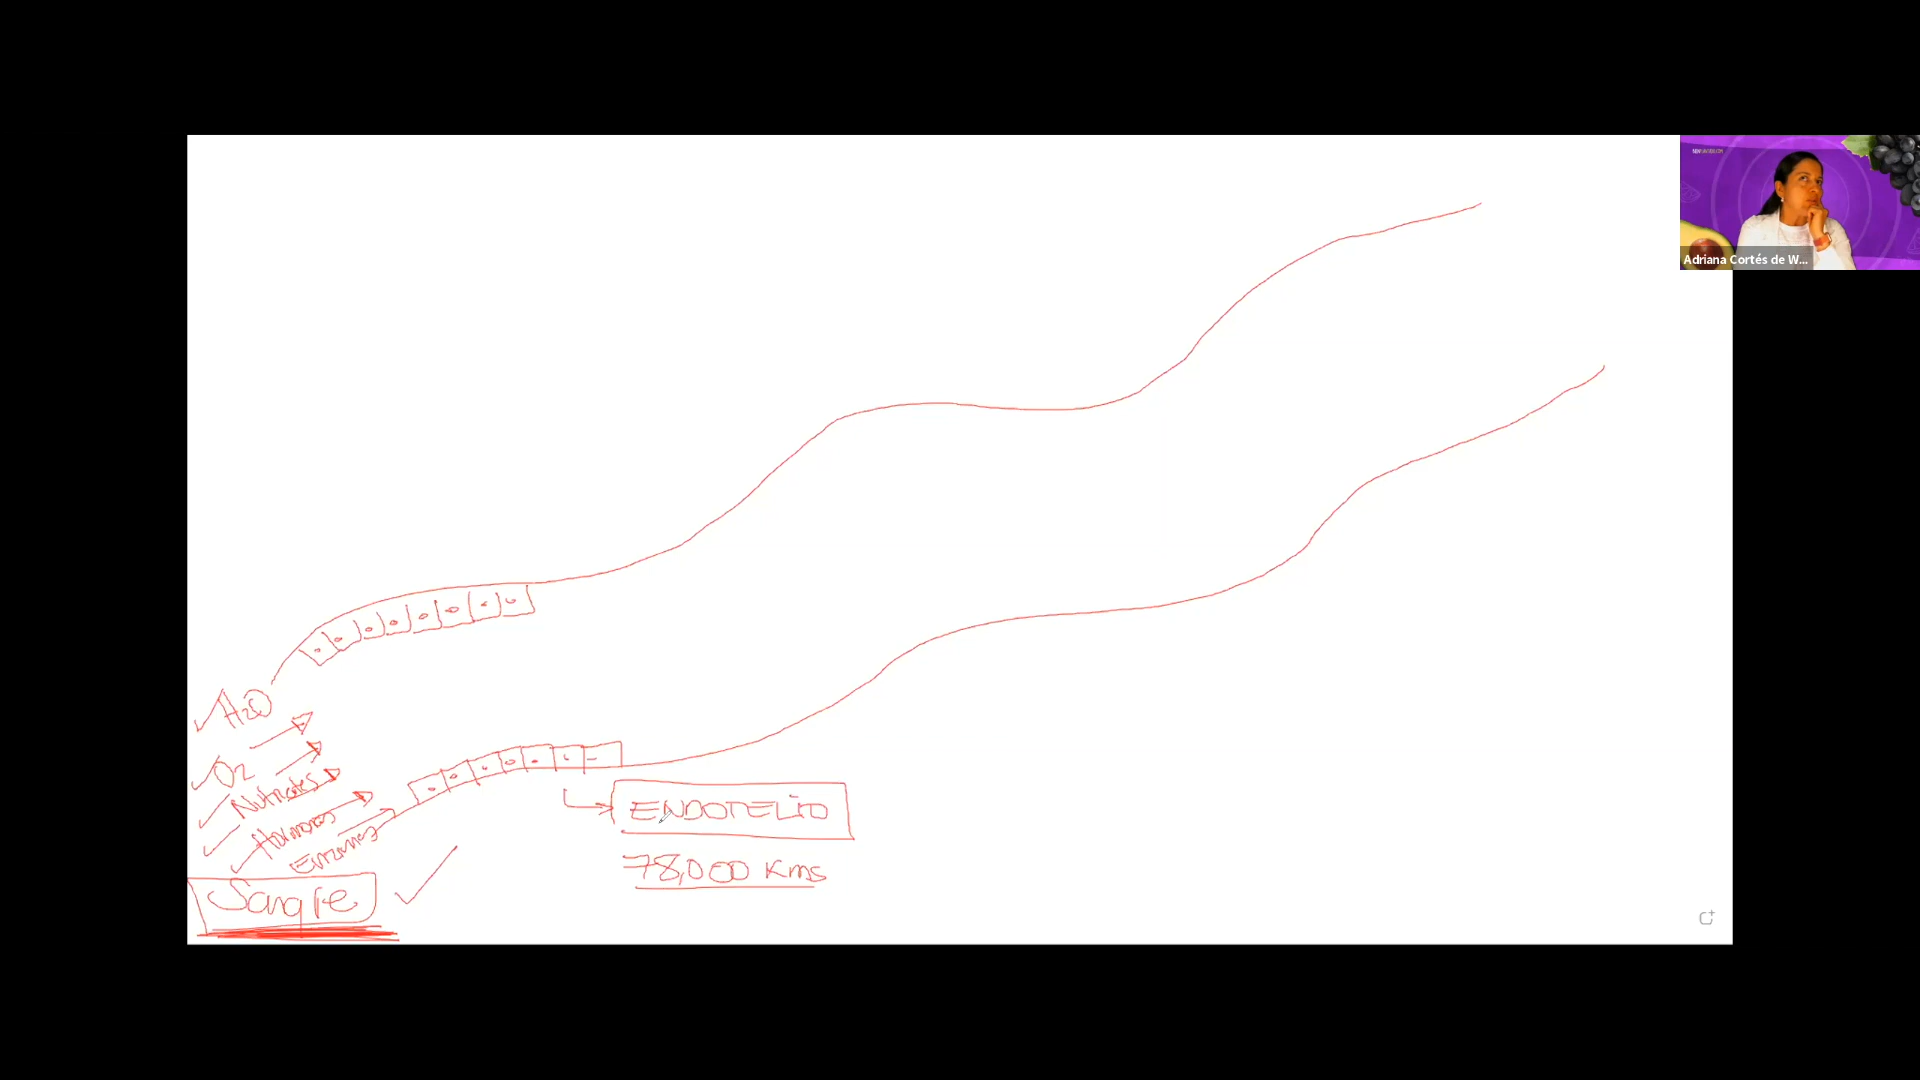 Adriana Cortés de W...
H2O
O2
Nutrientes
Hormonas
Enzimas
Sangre
ENDOTELIO
78,000 Kms